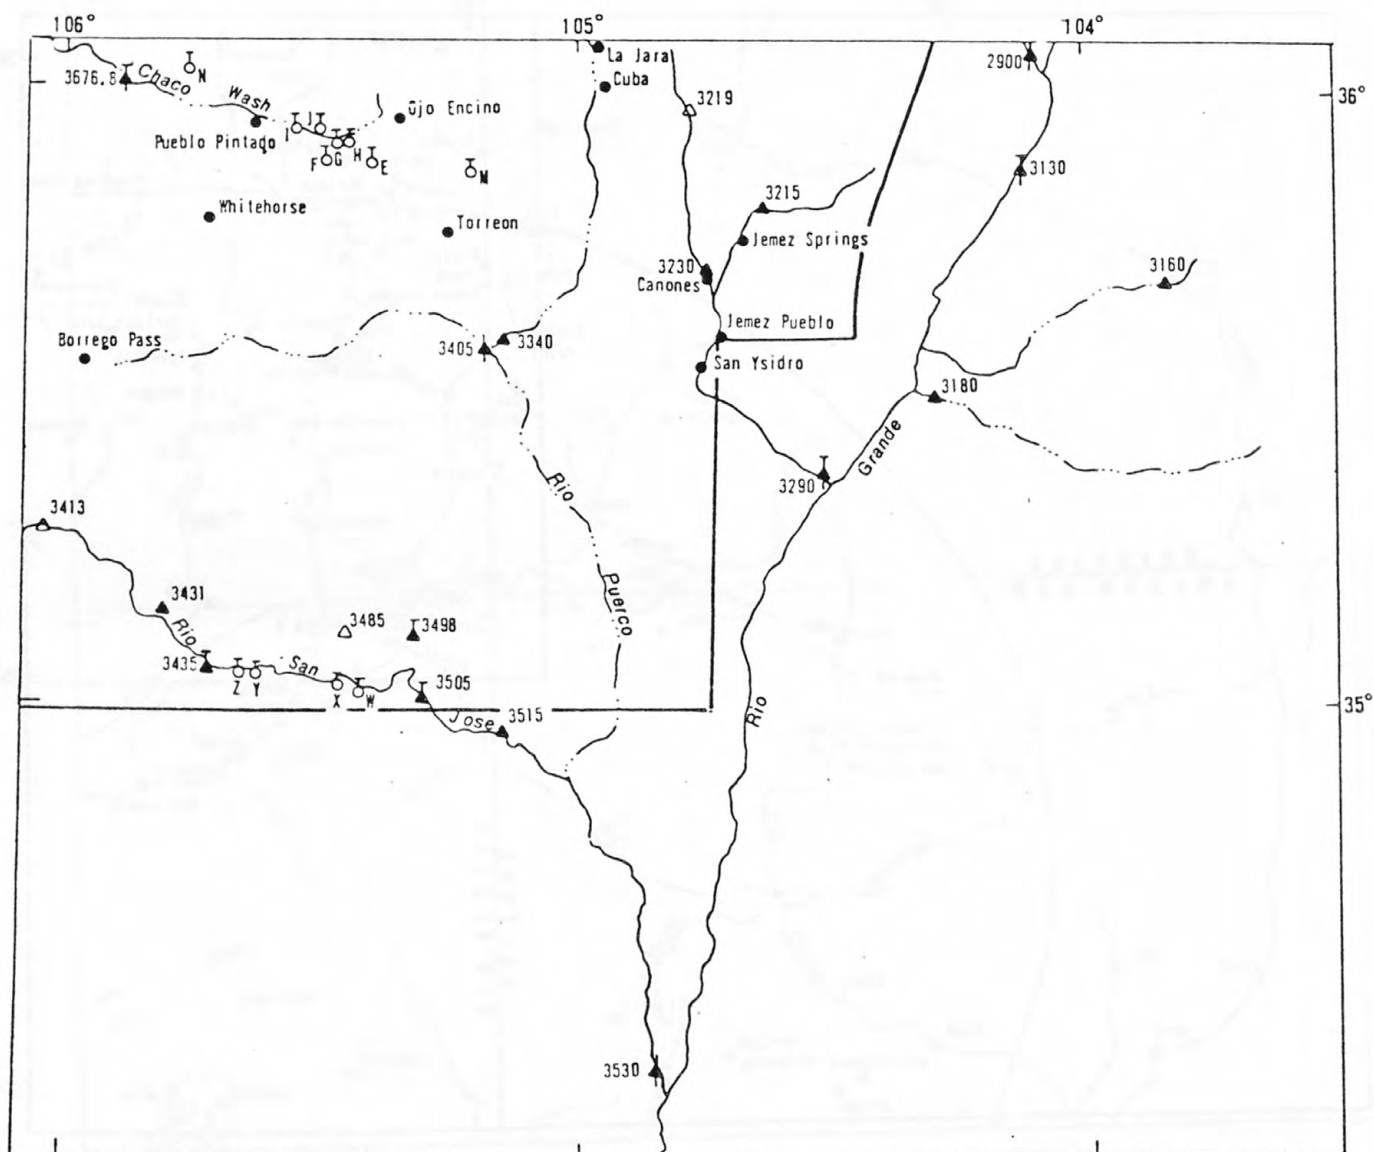 106°
105°
104°
La Jara
Cuba
2900
3676.8
Chaco Wash
N
3219
36°
Ojo Encino
Pueblo Pintado
I
J
F
G
H
E
E
M
3130
3215
Whitehorse
Torreon
Jemez Springs
3230
Canones
3160
Borrego Pass
3405
3340
Jemez Pueblo
San Ysidro
3180
Grande
3290
Rio
3413
Puerco
3431
3485
3498
Rio
3435
San
Z
Y
X
W
3505
Jose
3515
Rio
35°
3530